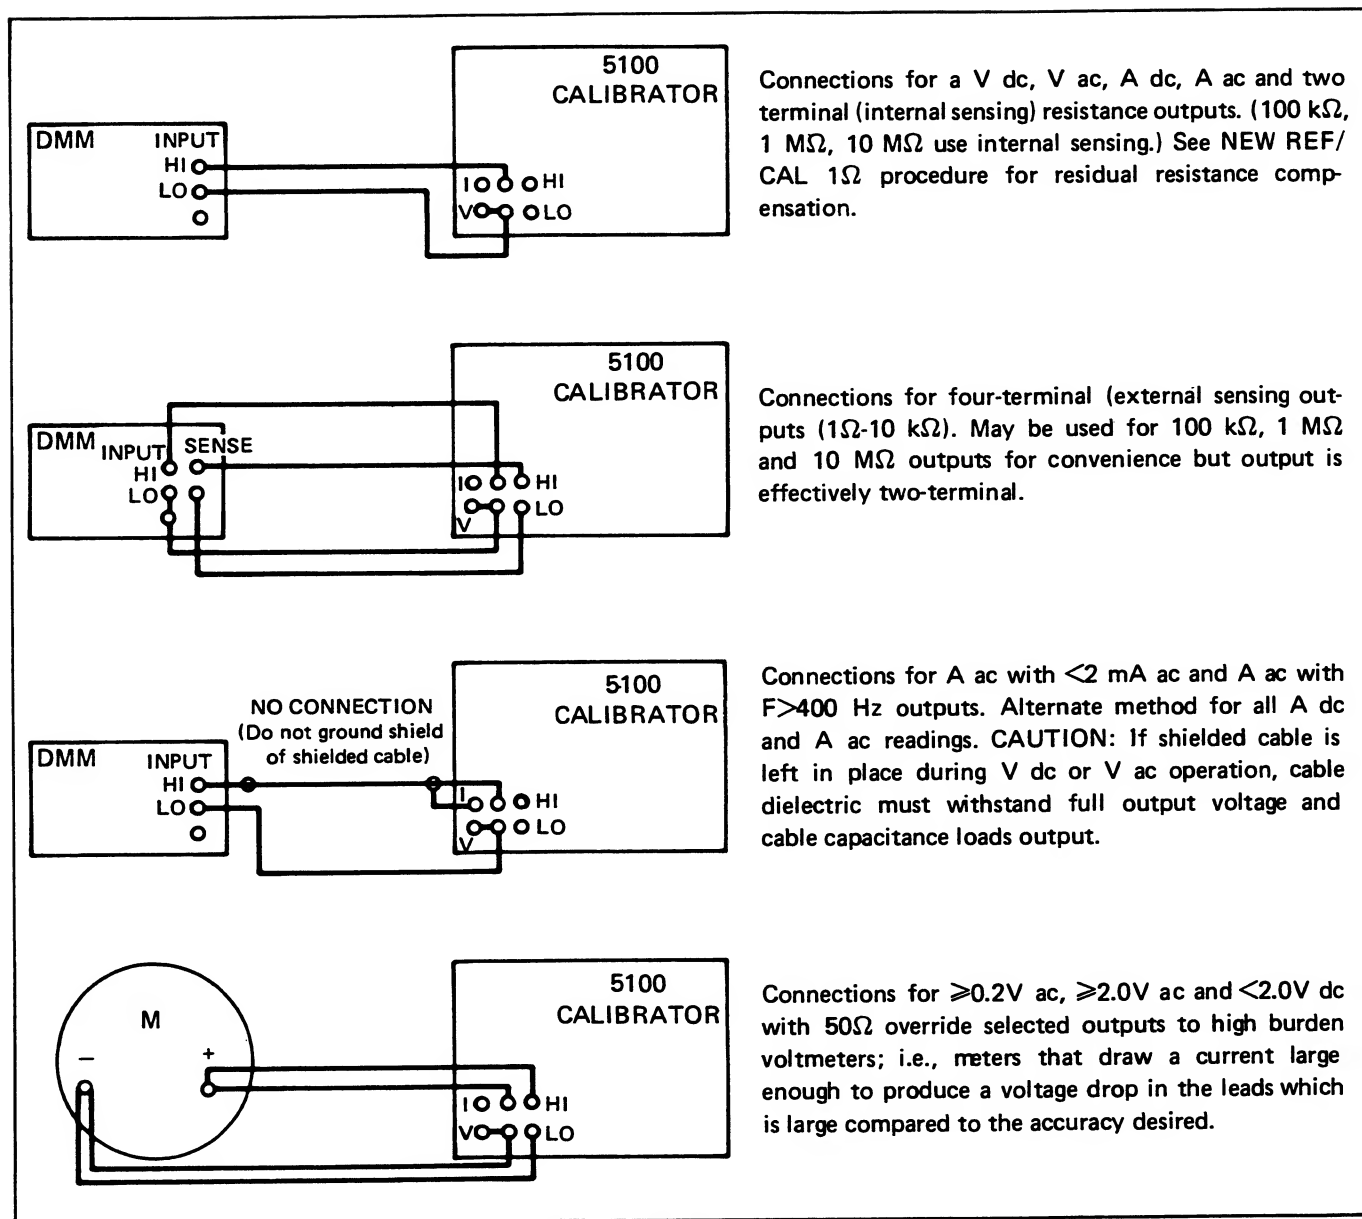 5100
CALIBRATOR
DMM
INPUT
HI
LO
I
HI
V
LO
Connections for a V dc, V ac, A dc, A ac and two
terminal (internal sensing) resistance outputs. (100 kΩ,
1 MΩ, 10 MΩ use internal sensing.) See NEW REF/
CAL 1Ω procedure for residual resistance comp-
ensation.
5100
CALIBRATOR
DMM
INPUT
SENSE
HI
LO
I
HI
V
LO
Connections for four-terminal (external sensing out-
puts (1Ω-10 kΩ). May be used for 100 kΩ, 1 MΩ
and 10 MΩ outputs for convenience but output is
effectively two-terminal.
NO CONNECTION
(Do not ground shield
of shielded cable)
5100
CALIBRATOR
DMM
INPUT
HI
LO
I
HI
V
LO
Connections for A ac with <2 mA ac and A ac with
F>400 Hz outputs. Alternate method for all A dc
and A ac readings. CAUTION: If shielded cable is
left in place during V dc or V ac operation, cable
dielectric must withstand full output voltage and
cable capacitance loads output.
5100
CALIBRATOR
M
–
+
I
HI
V
LO
Connections for ⩾0.2V ac, ⩾2.0V ac and <2.0V dc
with 50Ω override selected outputs to high burden
voltmeters; i.e., meters that draw a current large
enough to produce a voltage drop in the leads which
is large compared to the accuracy desired.